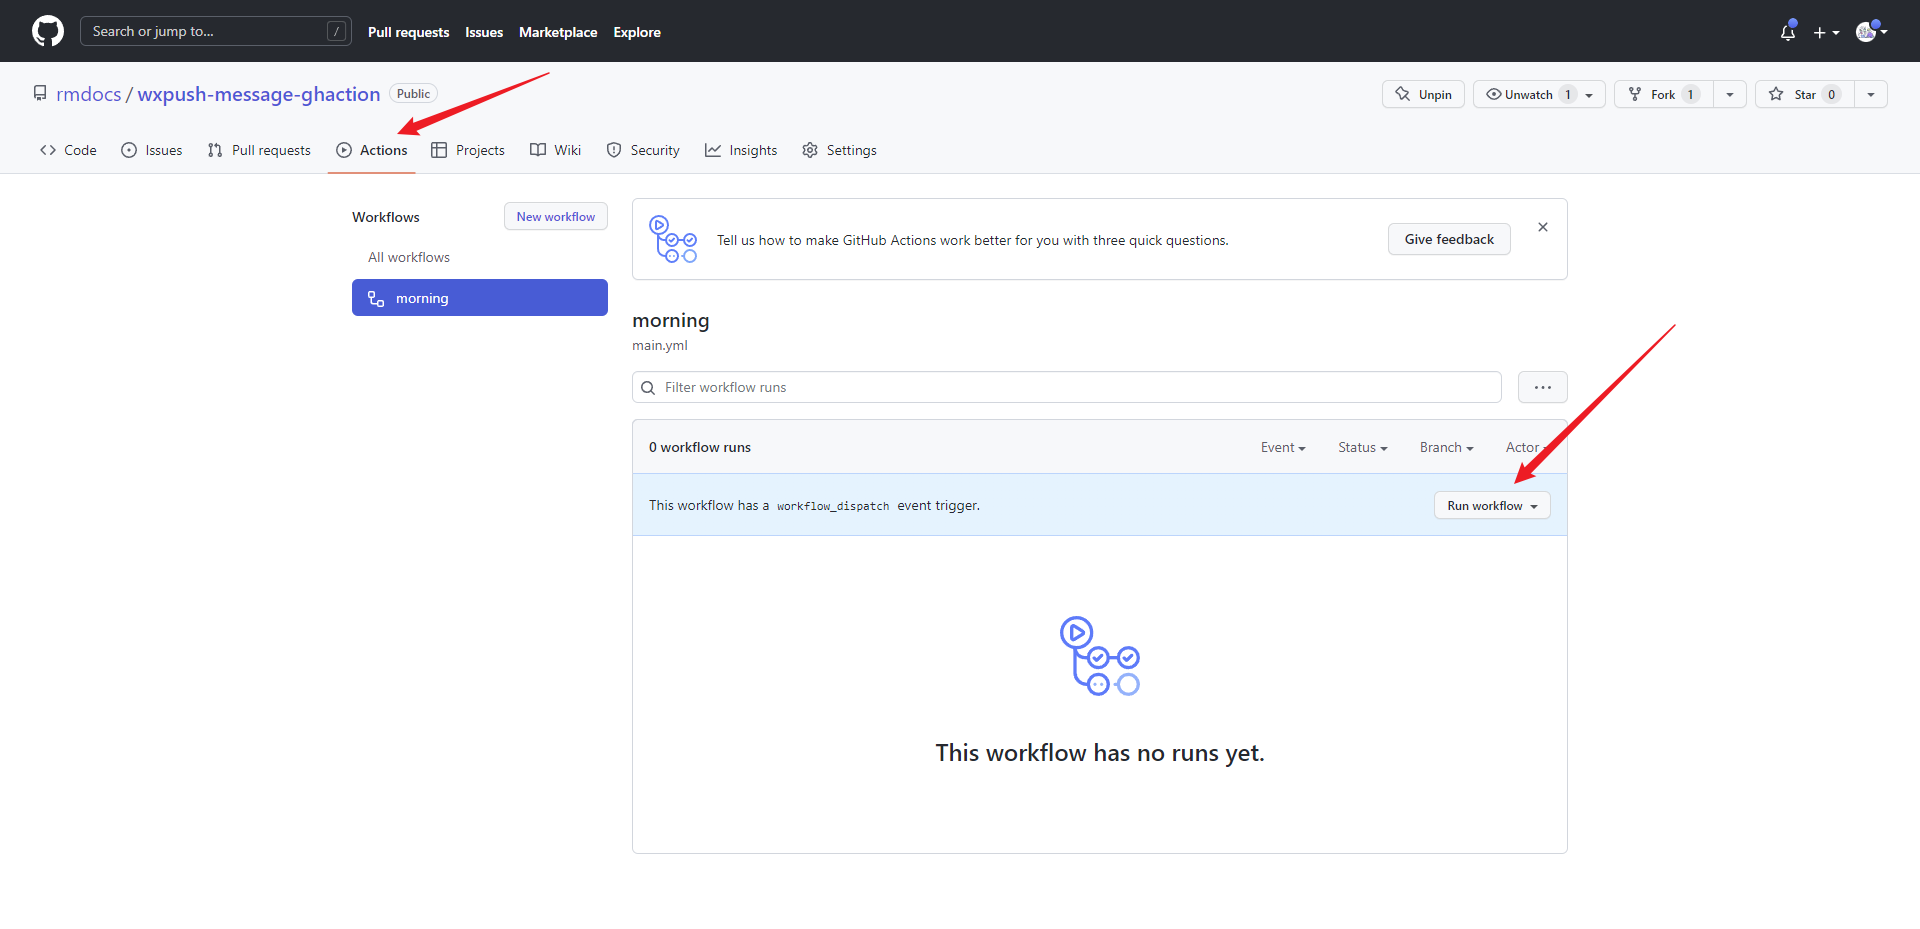 Search or jump to... /
Pull requests Issues Marketplace Explore
rmdocs / wxpush-message-ghaction Public
Unpin Unwatch 1 Fork 1 Star 0
Code Issues Pull requests Actions Projects Wiki Security Insights Settings
Workflows New workflow
All workflows
morning
Tell us how to make GitHub Actions work better for you with three quick questions. Give feedback
morning
main.yml
Filter workflow runs
0 workflow runs Event Status Branch Actor
This workflow has a workflow_dispatch event trigger. Run workflow
This workflow has no runs yet.